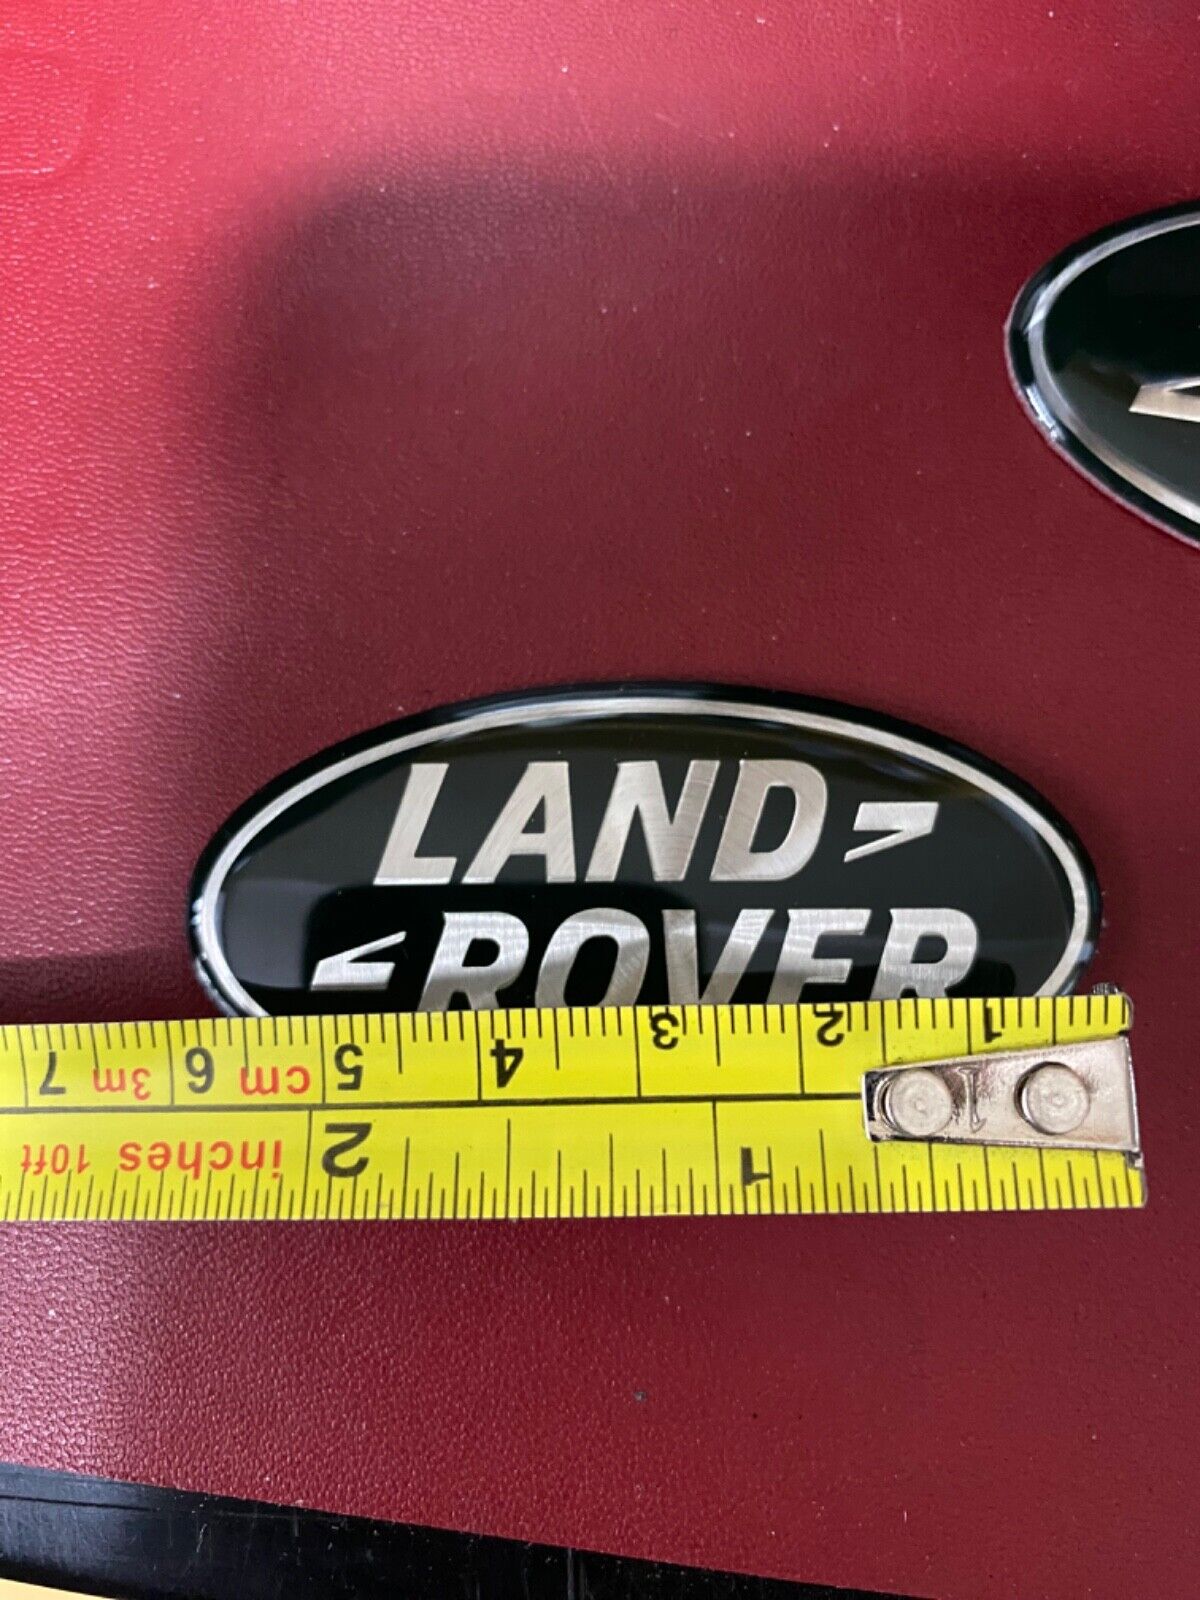 LAND
ROVER
1 2 3 4 5 cm 6 3m 7
1 2 inches 10ft